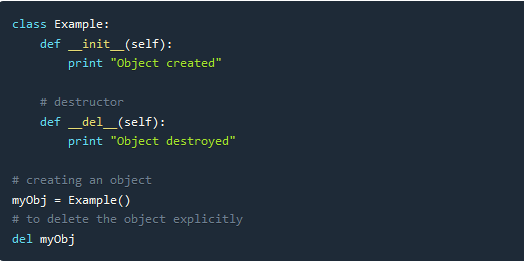 class Example:
    def __init__(self):
        print "Object created"

    # destructor
    def __del__(self):
        print "Object destroyed"

# creating an object
myObj = Example()
# to delete the object explicitly
del myObj